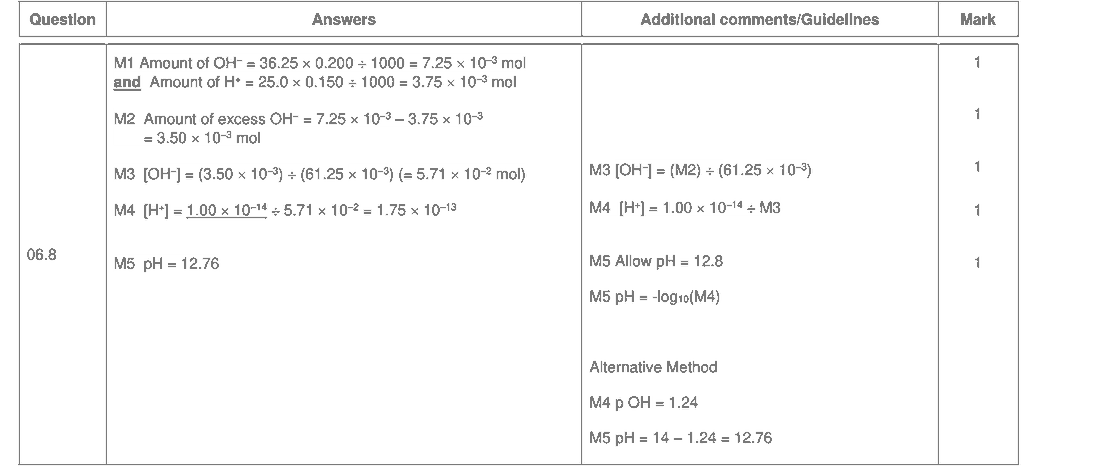 Question Answers Additional comments/Guidelines Mark
M1 Amount of OH⁻ = 36.25 × 0.200 ÷ 1000 = 7.25 × 10⁻³ mol 1
and Amount of H⁺ = 25.0 × 0.150 ÷ 1000 = 3.75 × 10⁻³ mol
M2 Amount of excess OH⁻ = 7.25 × 10⁻³ – 3.75 × 10⁻³ 1
= 3.50 × 10⁻³ mol
M3 [OH⁻] = (3.50 × 10⁻³) ÷ (61.25 × 10⁻³) (= 5.71 × 10⁻² mol) M3 [OH⁻] = (M2) ÷ (61.25 × 10⁻³) 1
M4 [H⁺] = 1.00 × 10⁻¹⁴ ÷ 5.71 × 10⁻² = 1.75 × 10⁻¹³ M4 [H⁺] = 1.00 × 10⁻¹⁴ ÷ M3 1
06.8
M5 pH = 12.76 M5 Allow pH = 12.8 1
M5 pH = -log₁₀(M4)
Alternative Method
M4 p OH = 1.24
M5 pH = 14 – 1.24 = 12.76